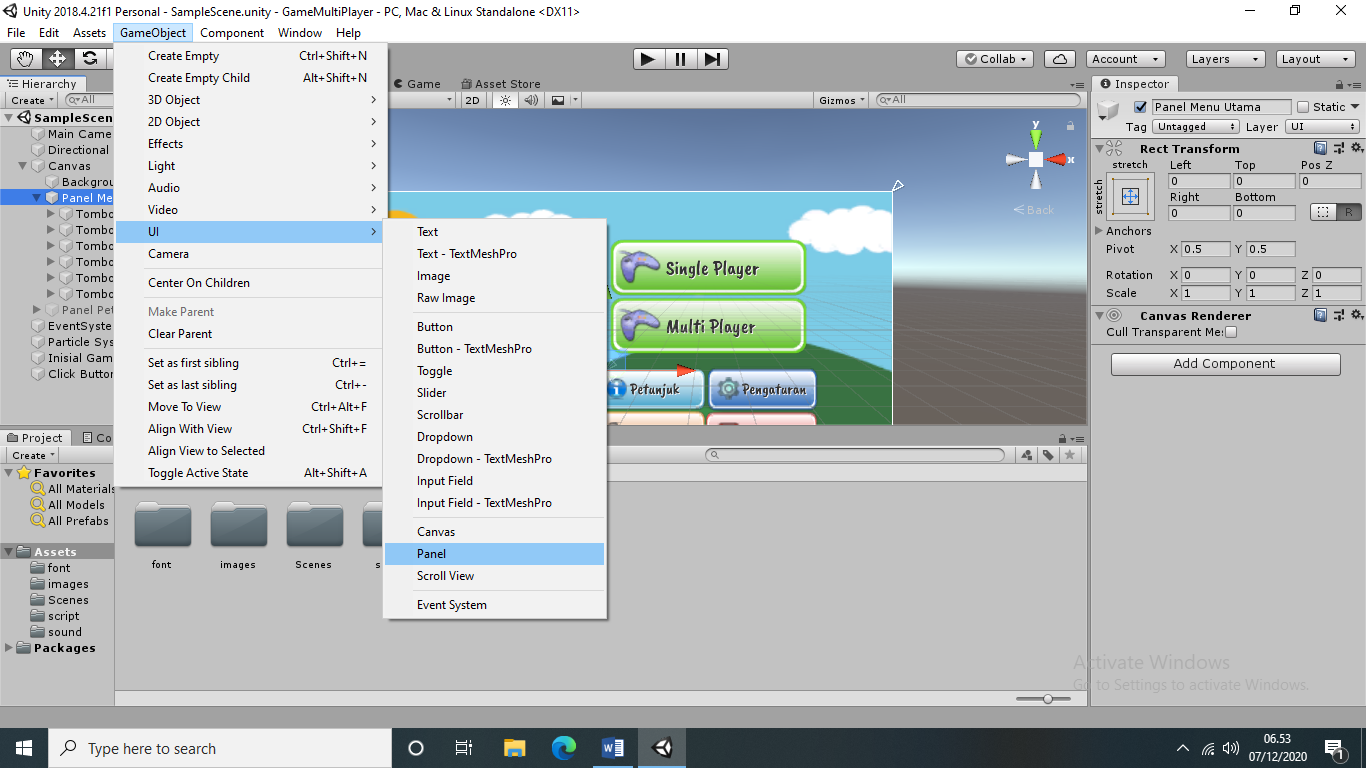 Unity 2018.4.21f1 Personal - SampleScene.unity - GameMultiPlayer - PC, Mac & Linux Standalone <DX11>
File Edit Assets GameObject Component Window Help
Collab Account Layers Layout
Hierarchy
Create All
SampleScen
Main Came
Directional
Canvas
Backgrou
Panel Me
Tombo
Tombo
Tombo
Tombo
Tombo
Tombo
Panel Pet
EventSyste
Particle Sys
Inisial Gam
Click Button
Create Empty Ctrl+Shift+N
Create Empty Child Alt+Shift+N
3D Object
2D Object
Effects
Light
Audio
Video
UI
Camera
Center On Children
Make Parent
Clear Parent
Set as first sibling Ctrl+=
Set as last sibling Ctrl+-
Move To View Ctrl+Alt+F
Align With View Ctrl+Shift+F
Align View to Selected
Toggle Active State Alt+Shift+A
Text
Text - TextMeshPro
Image
Raw Image
Button
Button - TextMeshPro
Toggle
Slider
Scrollbar
Dropdown
Dropdown - TextMeshPro
Input Field
Input Field - TextMeshPro
Canvas
Panel
Scroll View
Event System
Game Asset Store
2D Gizmos All
y
x
Back
Single Player
Multi Player
Petunjuk Pengaturan
Inspector
Panel Menu Utama Static
Tag Untagged Layer UI
Rect Transform
stretch Left Top Pos Z
stretch 0 0 0
Right Bottom
0 0 R
Anchors
Pivot X 0.5 Y 0.5
Rotation X 0 Y 0 Z 0
Scale X 1 Y 1 Z 1
Canvas Renderer
Cull Transparent Mes
Add Component
Project Co
Create
Favorites
All Materials
All Models
All Prefabs
Assets
font
images
Scenes
script
sound
Packages
font images Scenes s
Activate Windows
Go to Settings to activate Windows.
Type here to search
06.53
07/12/2020
1